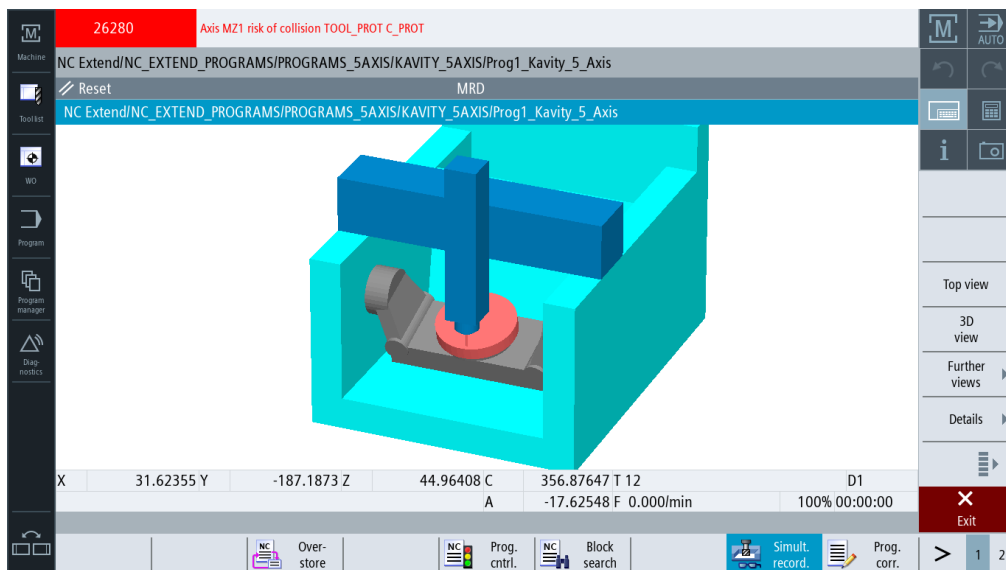 26280 Axis MZ1 risk of collision TOOL_PROT C_PROT
M
AUTO
Machine
NC Extend/NC_EXTEND_PROGRAMS/PROGRAMS_5AXIS/KAVITY_5AXIS/Prog1_Kavity_5_Axis
Reset MRD
NC Extend/NC_EXTEND_PROGRAMS/PROGRAMS_5AXIS/KAVITY_5AXIS/Prog1_Kavity_5_Axis
Tool list
WO
Program
Program
manager
Diag-
nostics
M
i
Top view
3D
view
Further
views
Details
X 31.62355 Y -187.1873 Z 44.96408 C 356.87647 T 12 D1
A -17.62548 F 0.000/min 100% 00:00:00
Exit
NC Over-
store
NC Prog.
cntrl.
NC Block
search
Simult.
record.
Prog.
corr.
> 1 2